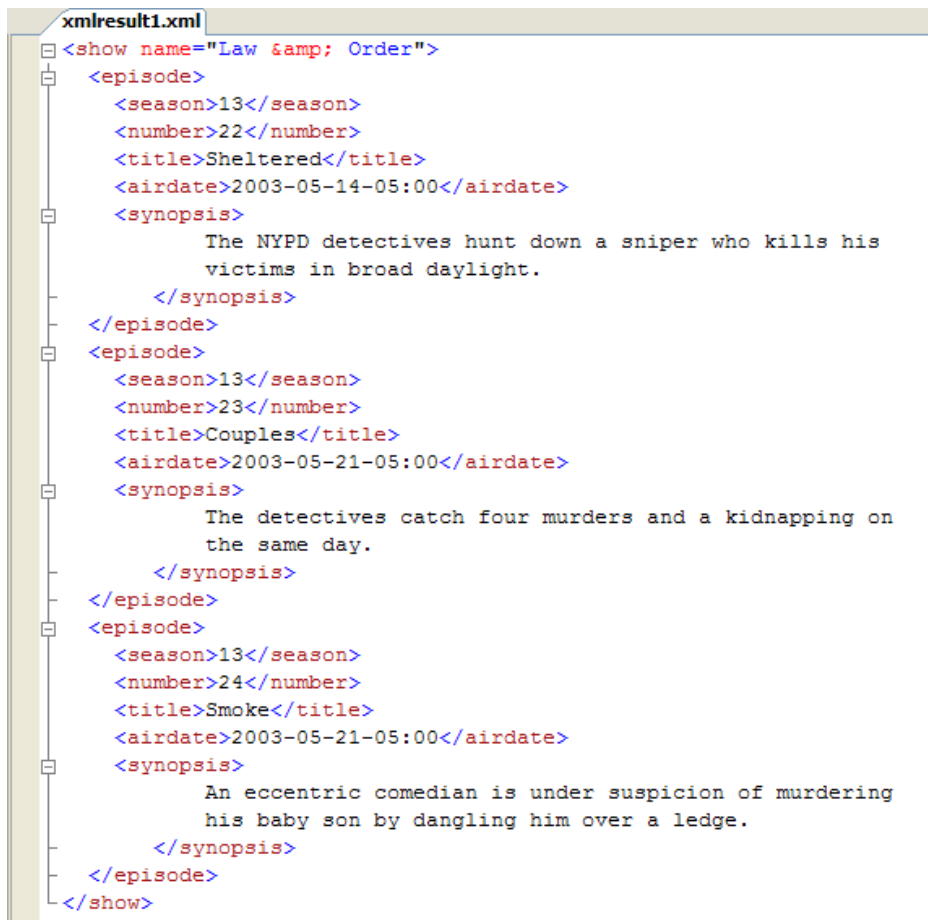 xmlresult1.xml
<show name="Law &amp; Order">
<episode>
<season>13</season>
<number>22</number>
<title>Sheltered</title>
<airdate>2003-05-14-05:00</airdate>
<synopsis>
The NYPD detectives hunt down a sniper who kills his
victims in broad daylight.
</synopsis>
</episode>
<episode>
<season>13</season>
<number>23</number>
<title>Couples</title>
<airdate>2003-05-21-05:00</airdate>
<synopsis>
The detectives catch four murders and a kidnapping on
the same day.
</synopsis>
</episode>
<episode>
<season>13</season>
<number>24</number>
<title>Smoke</title>
<airdate>2003-05-21-05:00</airdate>
<synopsis>
An eccentric comedian is under suspicion of murdering
his baby son by dangling him over a ledge.
</synopsis>
</episode>
</show>